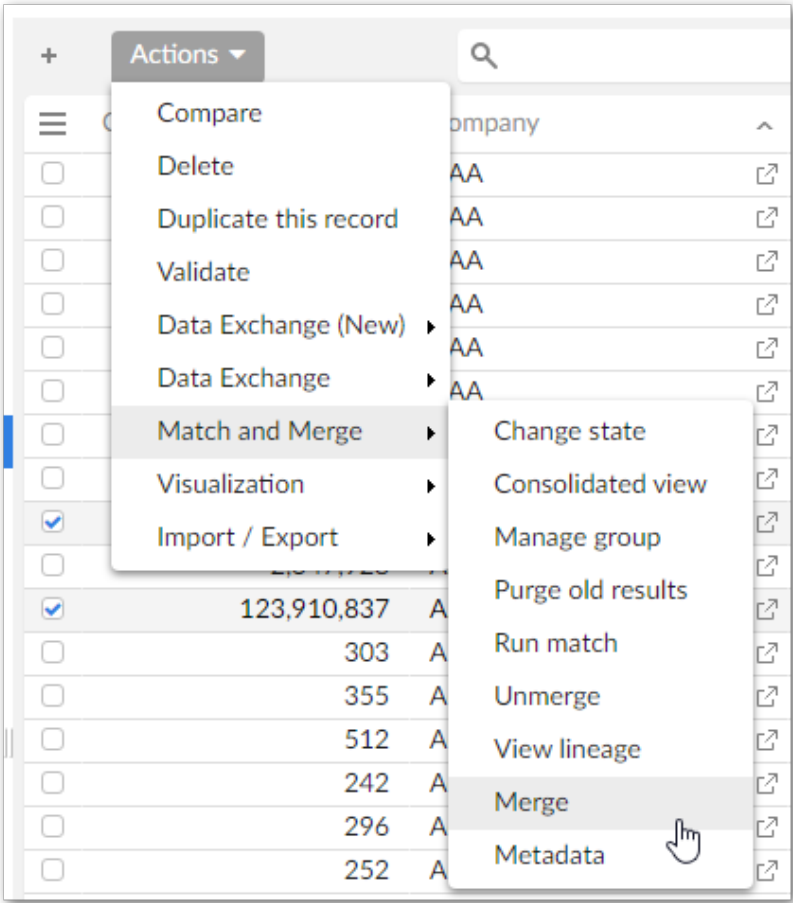 + Actions
ompany
Compare
AA
Delete
AA
Duplicate this record
AA
Validate
AA
Data Exchange (New)
AA
Data Exchange
AA
Match and Merge
Visualization
Import / Export
Change state
Consolidated view
Manage group
Purge old results
Run match
Unmerge
View lineage
Merge
Metadata
123,910,837 A
303 A
355 A
512 A
242 A
296 A
252 A